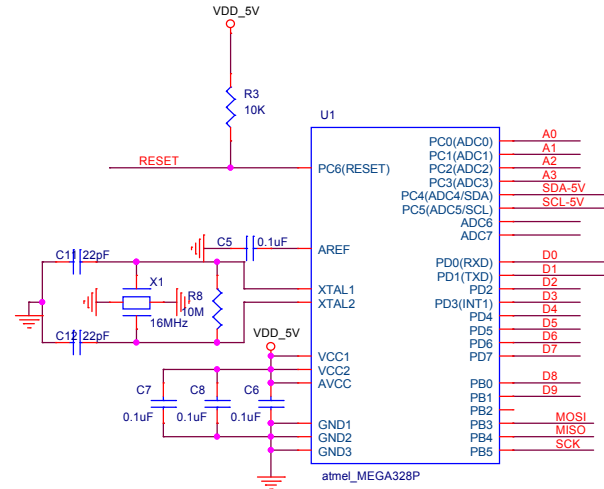 VDD_5V
R3
10K
U1
RESET
PC6(RESET)
PC0(ADC0)
A0
PC1(ADC1)
A1
PC2(ADC2)
A2
PC3(ADC3)
A3
PC4(ADC4/SDA)
SDA-5V
PC5(ADC5/SCL)
SCL-5V
ADC6
ADC7
C5
0.1uF
AREF
C11
22pF
X1
16MHz
R8
10M
C12
22pF
XTAL1
XTAL2
PD0(RXD)
D0
PD1(TXD)
D1
PD2
D2
PD3(INT1)
D3
PD4
D4
PD5
D5
PD6
D6
PD7
D7
VDD_5V
VCC1
VCC2
AVCC
C7
0.1uF
C8
0.1uF
C6
0.1uF
GND1
GND2
GND3
PB0
D8
PB1
D9
PB2
PB3
MOSI
PB4
MISO
PB5
SCK
atmel_MEGA328P